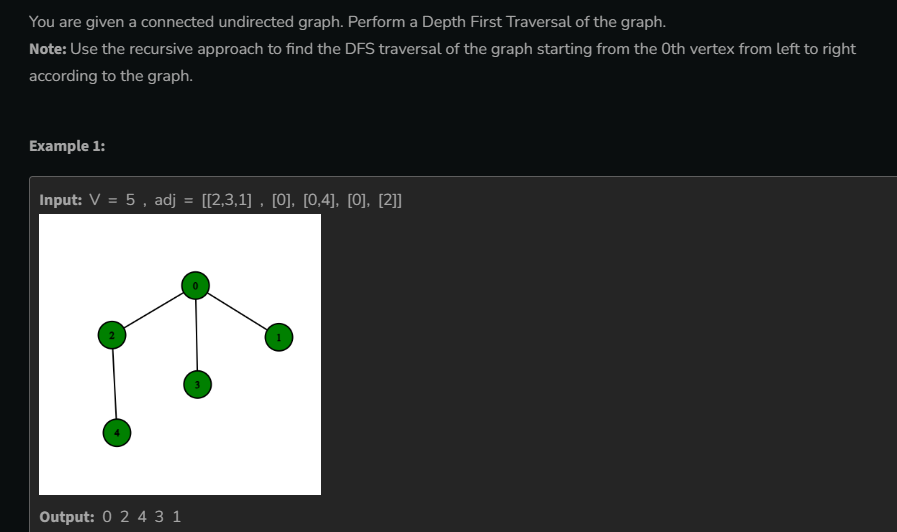 You are given a connected undirected graph. Perform a Depth First Traversal of the graph.
Note: Use the recursive approach to find the DFS traversal of the graph starting from the 0th vertex from left to right
according to the graph.
Example 1:
Input: V = 5 , adj = [[2,3,1] , [0], [0,4], [0], [2]]
0
2
1
3
4
Output: 0 2 4 3 1